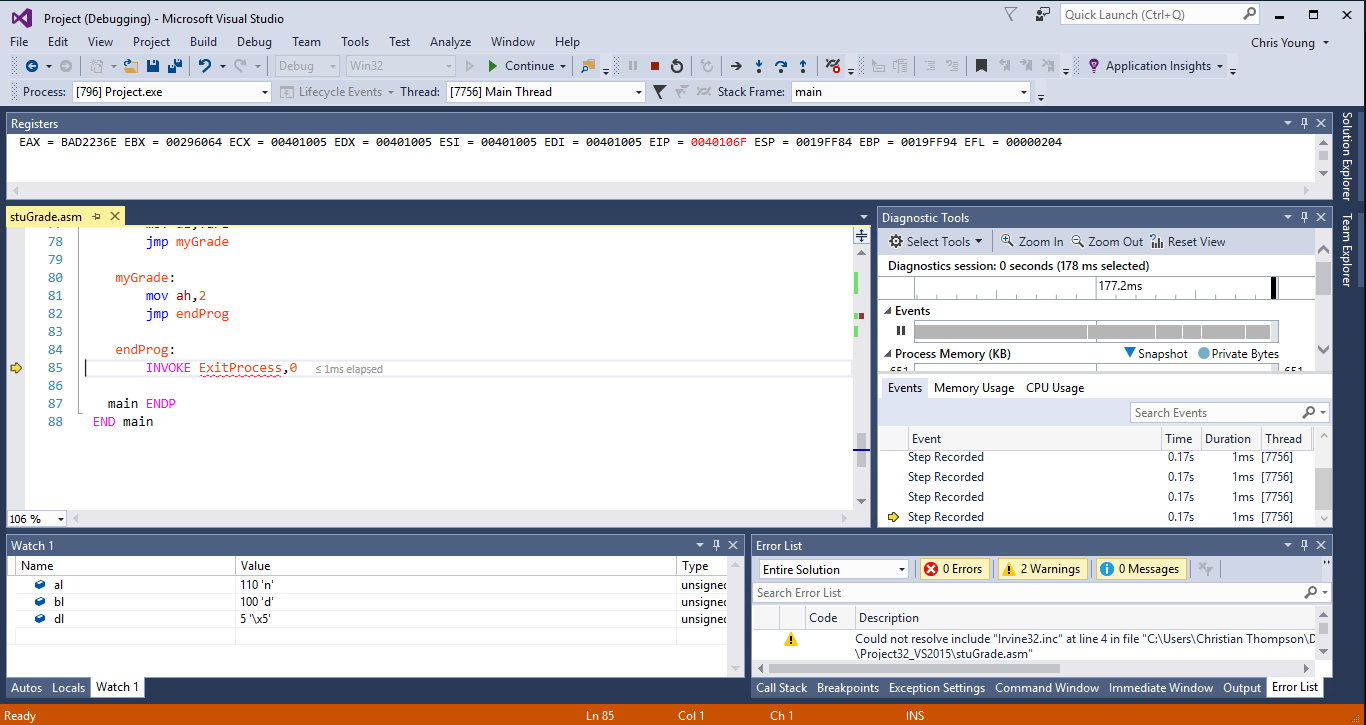 Project (Debugging) - Microsoft Visual Studio
Quick Launch (Ctrl+Q)
File Edit View Project Build Debug Team Tools Test Analyze Window Help
Chris Young
Debug Win32 Continue Application Insights
Process: [796] Project.exe Lifecycle Events Thread: [7756] Main Thread Stack Frame: main
Registers
EAX = BAD2236E EBX = 00296064 ECX = 00401005 EDX = 00401005 ESI = 00401005 EDI = 00401005 EIP = 0040106F ESP = 0019FF84 EBP = 0019FF94 EFL = 00000204
Solution Explorer
Team Explorer
stuGrade.asm
78 jmp myGrade
79
80 myGrade:
81 mov ah,2
82 jmp endProg
83
84 endProg:
85 INVOKE ExitProcess,0 ≤ 1ms elapsed
86
87 main ENDP
88 END main
106 %
Diagnostic Tools
Select Tools Zoom In Zoom Out Reset View
Diagnostics session: 0 seconds (178 ms selected)
177.2ms
Events
Process Memory (KB) Snapshot Private Bytes
651 651
Events Memory Usage CPU Usage
Search Events
Event Time Duration Thread
Step Recorded 0.17s 1ms [7756]
Step Recorded 0.17s 1ms [7756]
Step Recorded 0.17s 1ms [7756]
Step Recorded 0.17s 1ms [7756]
Watch 1
Name Value Type
al 110 'n' unsigned
bl 100 'd' unsigned
dl 5 '\x5' unsigned
Autos Locals Watch 1
Error List
Entire Solution 0 Errors 2 Warnings 0 Messages
Search Error List
Code Description
Could not resolve include "Irvine32.inc" at line 4 in file "C:\Users\Christian Thompson\D
\Project32_VS2015\stuGrade.asm"
Call Stack Breakpoints Exception Settings Command Window Immediate Window Output Error List
Ready Ln 85 Col 1 Ch 1 INS